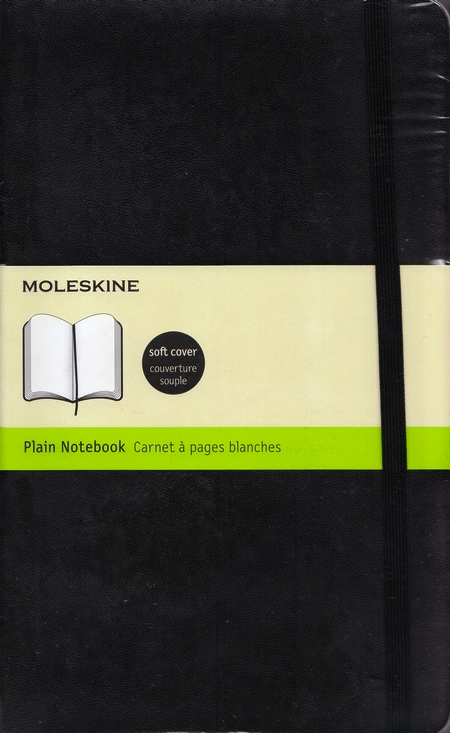 MOLESKINE
soft cover
couverture
souple
Plain Notebook Carnet à pages blanches